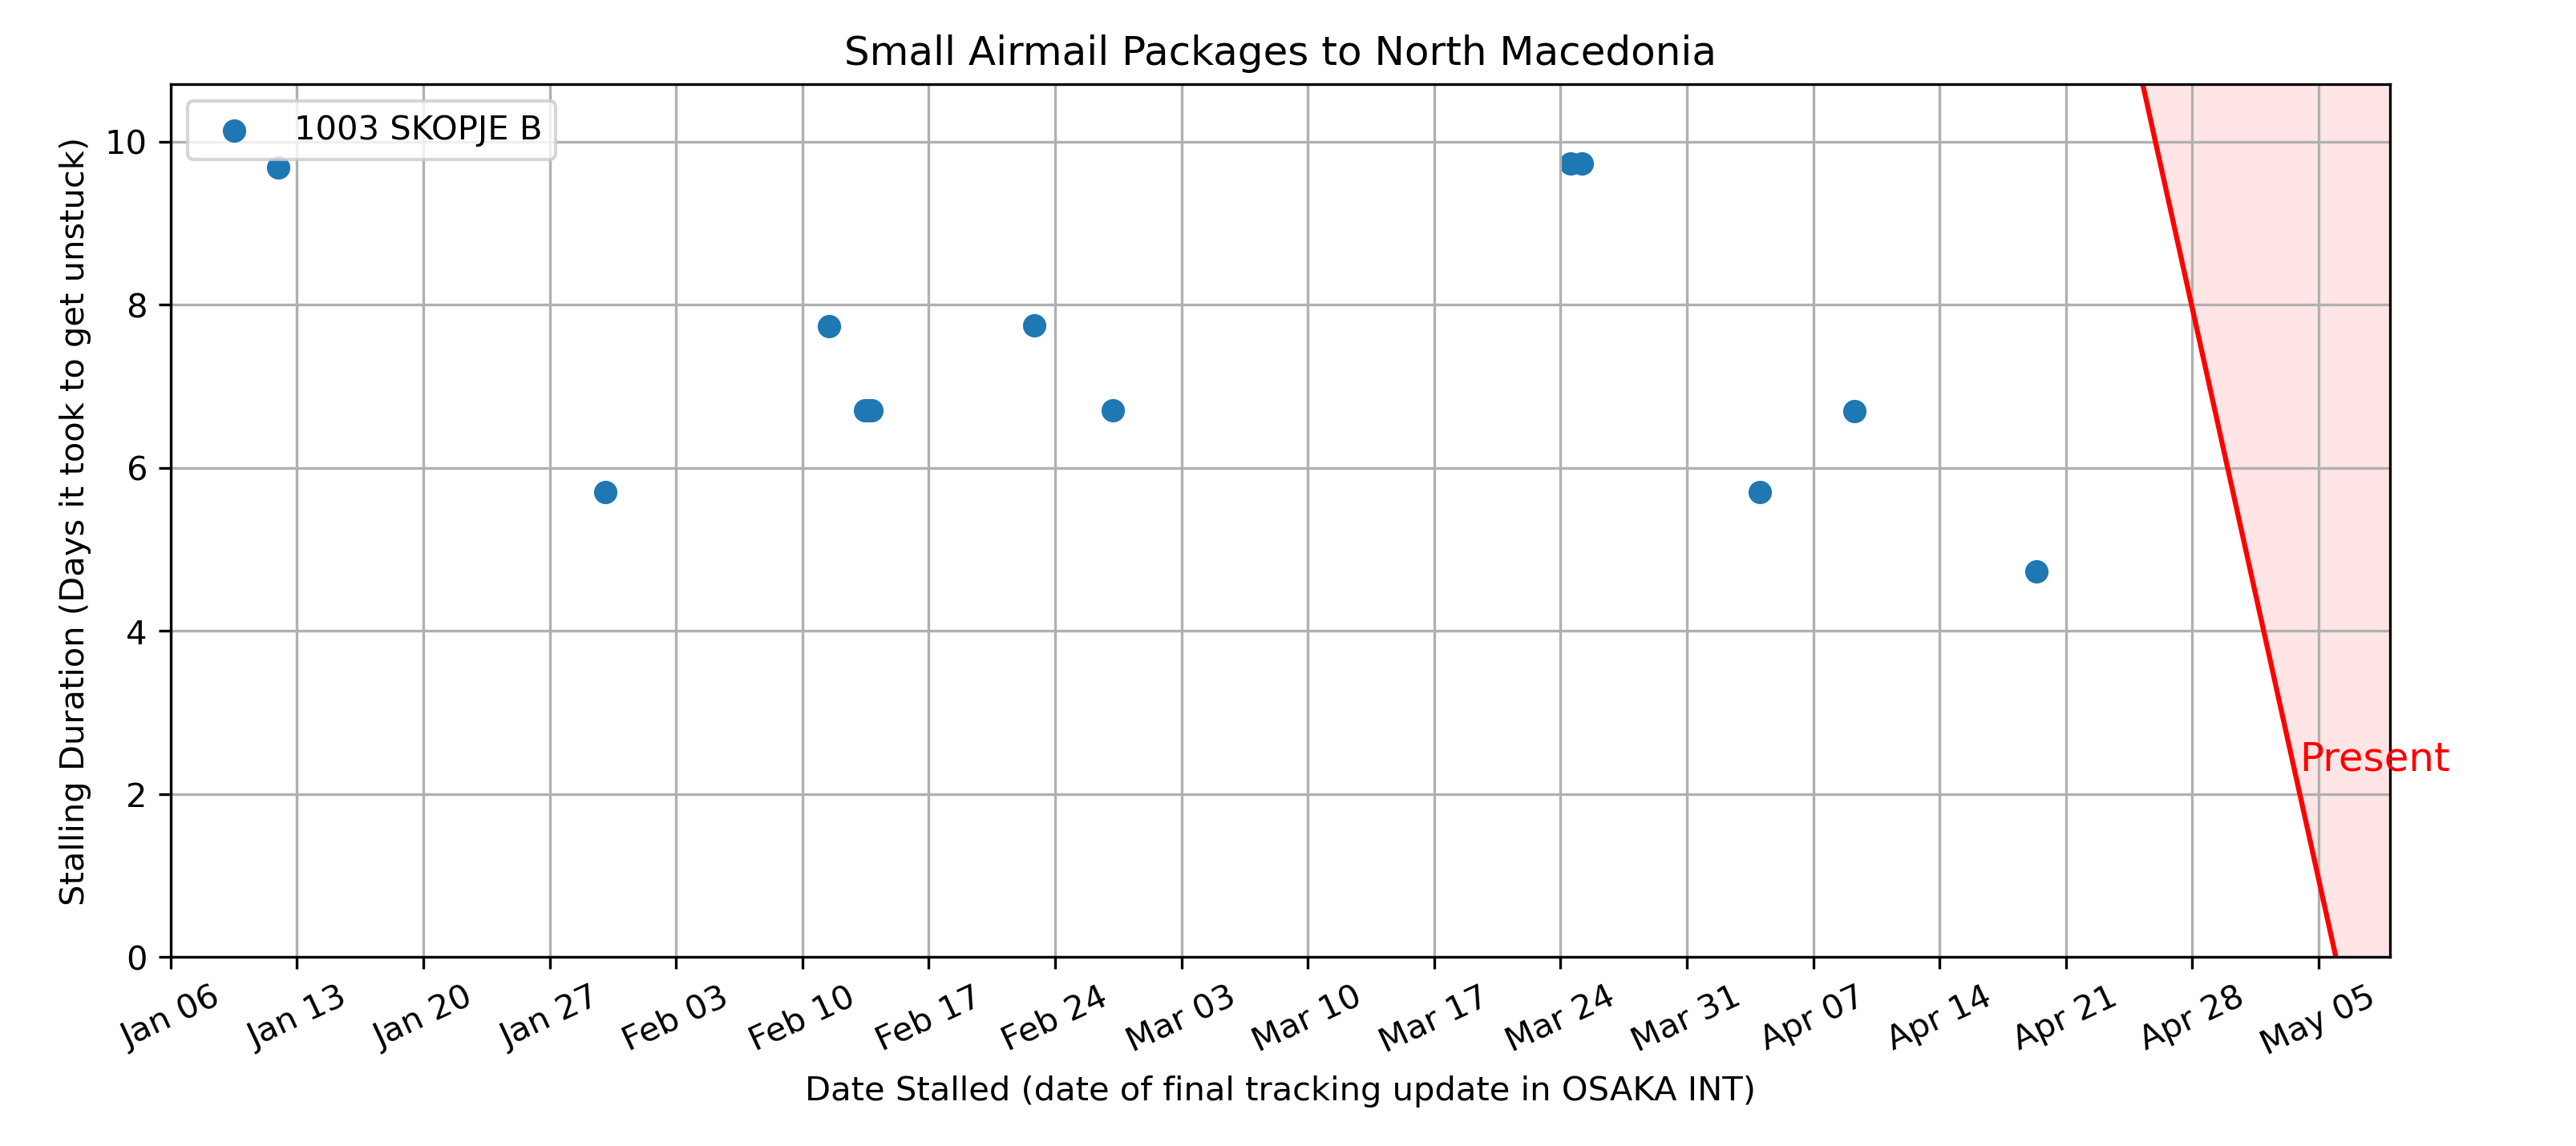 Small Airmail Packages to North Macedonia
1003 SKOPJE B
Stalling Duration (Days it took to get unstuck)
10
8
6
4
2
0
Present
Jan 06
Jan 13
Jan 20
Jan 27
Feb 03
Feb 10
Feb 17
Feb 24
Mar 03
Mar 10
Mar 17
Mar 24
Mar 31
Apr 07
Apr 14
Apr 21
Apr 28
May 05
Date Stalled (date of final tracking update in OSAKA INT)